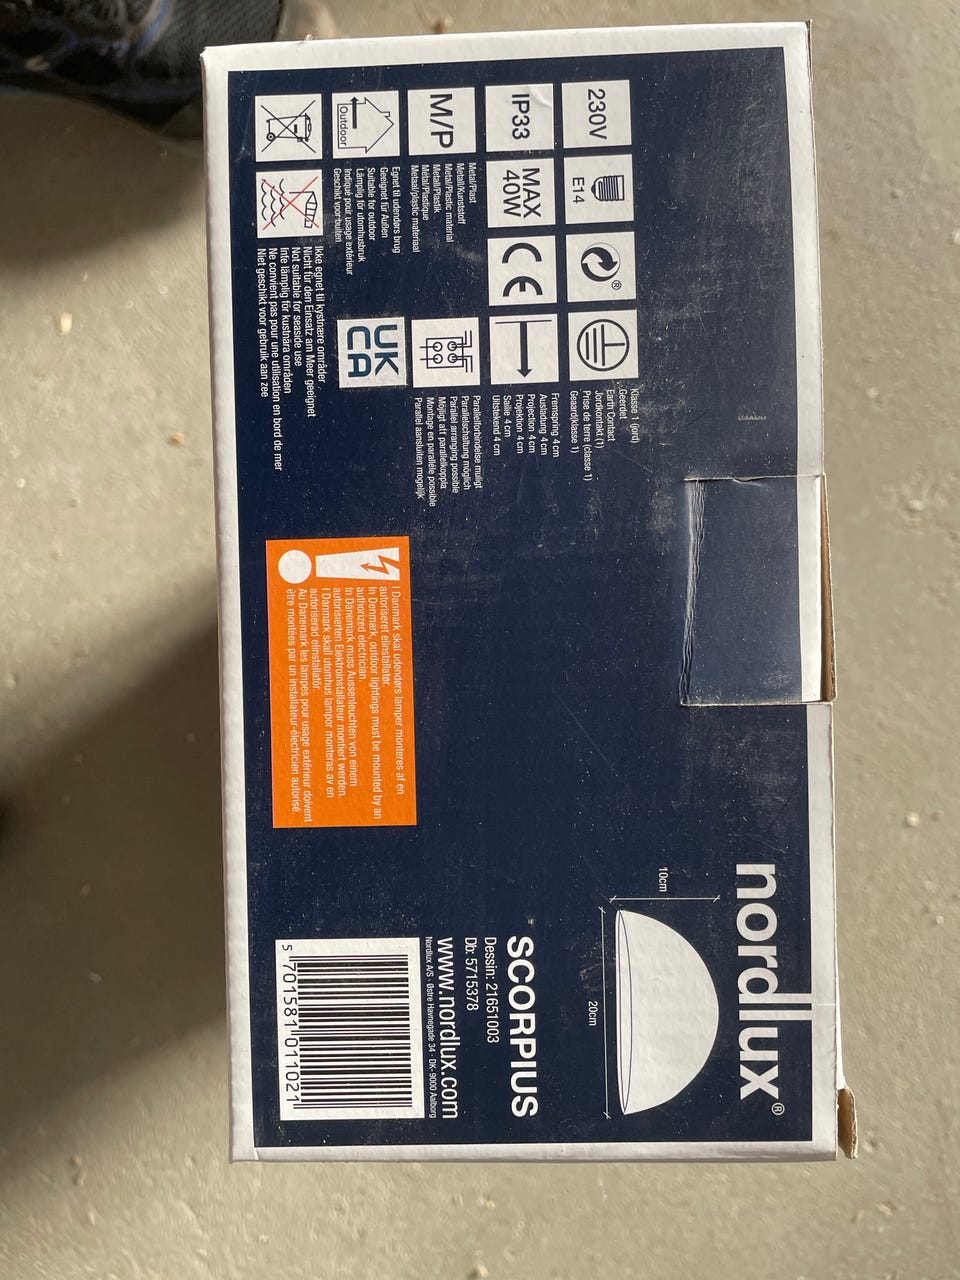 nordlux®
10cm
20cm
SCORPIUS
Dessin: 21651003
Db: 5715378
www.nordlux.com
Nordlux A/S · Østre Havnegade 34 · DK- 9000 Aalborg
5 701581 011021
230V
E14
®
Klasse 1 (jord)
Geerdet
Earth Contact
Jordkontakt (1)
Prise de terre (classe 1)
Geaard(klasse 1)
IP33
MAX
40W
CE
Fremspring 4 cm
Ausladung 4 cm
Projection 4 cm
Projektion 4 cm
Saillie 4 cm
Uitstekend 4 cm
M/P
Metal/Plast
Metall/Kunststoff
Metal/Plastic material
Metall/Plastik
Métal/Plastique
Metaal/plastic materiaal
Parallelforbindelse muligt
Parallelschaltung möglich
Parallel arranging possible
Möjligt att parallelkoppla
Montage en parallèle possible
Parallel aansluiten mogelijk
Outdoor
Egnet til udendørs brug
Geeignet für Außen
Suitable for outdoor
Lämplig för utomhusbruk
Indiqué pour usage extérieur
Geschikt voor buiten
UK
CA
Ikke egnet til kystnære områder
Nicht für den Einsatz am Meer geeignet
Not suitable for seaside use
Inte lämplig för kustnära områden
Ne convient pas pour une utilisation en bord de mer
Niet geschikt voor gebruik aan zee
I Danmark skal udendørs lamper monteres af en
autoriseret elinstallatør.
In Denmark, outdoor lightings must be mounted by an
authorized electrician.
In Dänemark muss Aussenleuchten von einem
autorisierten Elektroinstallateur montiert werden.
I Danmark skall utomhus lampor monteras av en
autoriserad elinstallatör.
Au Danemark les lampes pour usage extérieur doivent
être montées par un installateur-électricien autorisé.